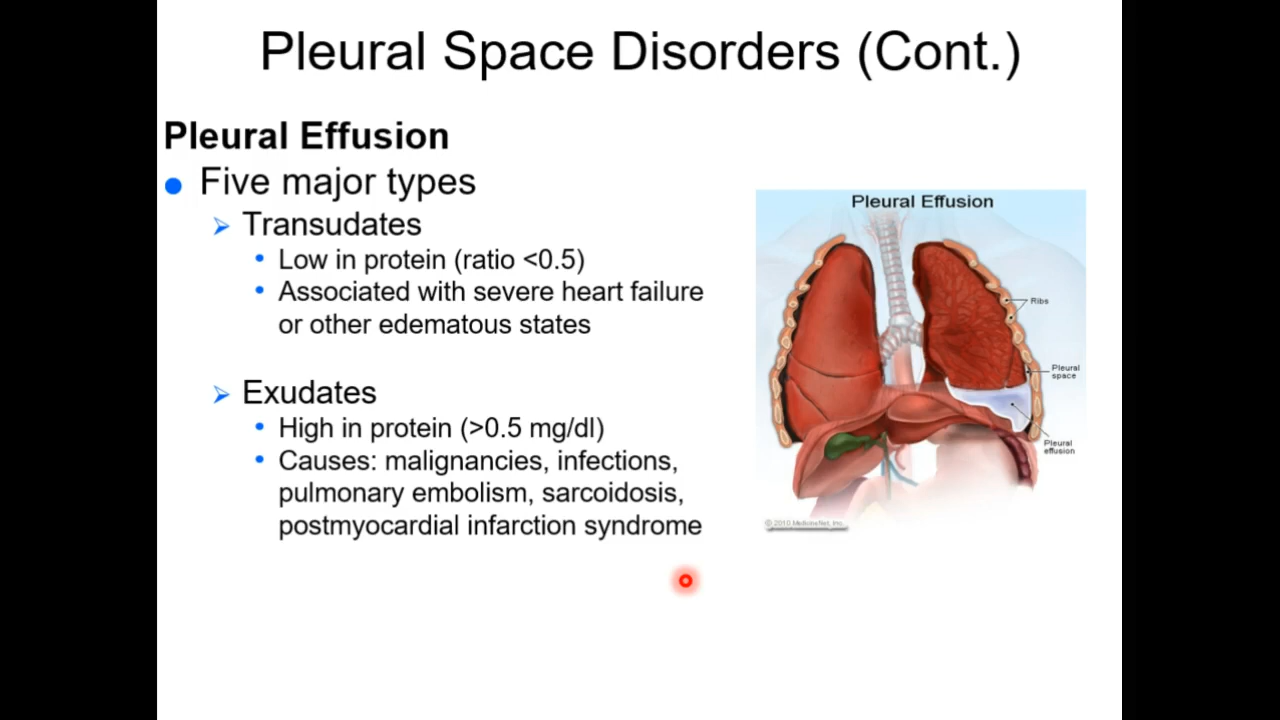 Pleural Space Disorders (Cont.)
Pleural Effusion
Five major types
Transudates
Low in protein (ratio <0.5)
Associated with severe heart failure
or other edematous states
Exudates
High in protein (>0.5 mg/dl)
Causes: malignancies, infections,
pulmonary embolism, sarcoidosis,
postmyocardial infarction syndrome
Pleural Effusion
Ribs
Pleural
space
Pleural
effusion
© 2010 MedicineNet, Inc.